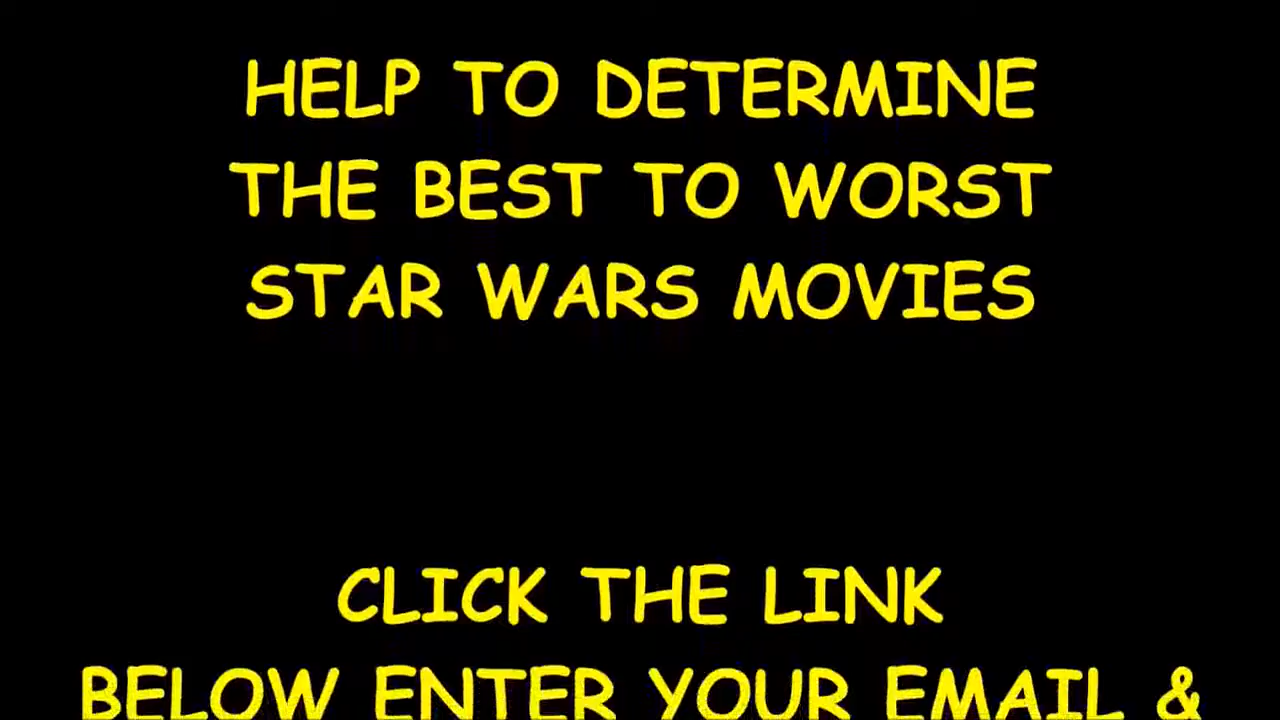 HELP TO DETERMINE
THE BEST TO WORST
STAR WARS MOVIES
CLICK THE LINK
BELOW ENTER YOUR EMAIL &